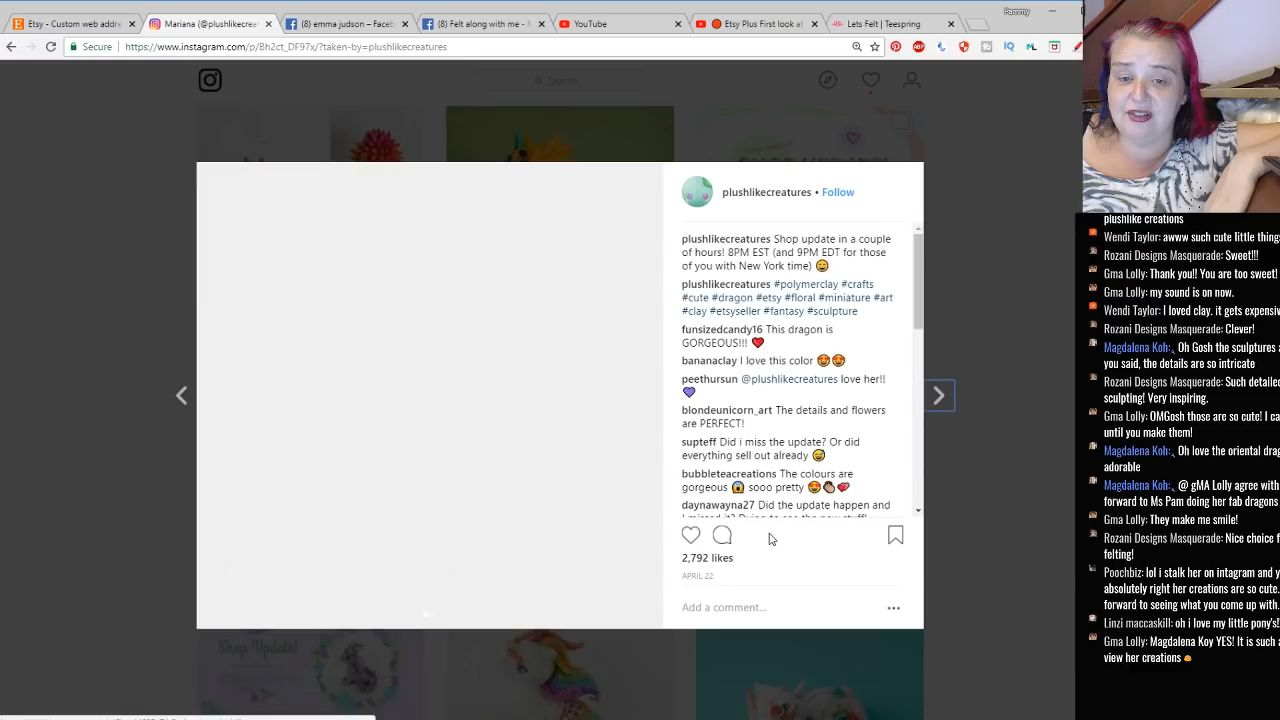 Pammy
Etsy - Custom web addre
Mariana (@plushlikecreat
(8) emma judson – Faceb
(8) Felt along with me - M
YouTube
Etsy Plus First look at
Lets Felt | Teespring
Secure
https://www.instagram.com/p/Bh2ct_DF97x/?taken-by=plushlikecreatures
Search
plushlikecreatures • Follow
plushlikecreatures Shop update in a couple
of hours! 8PM EST (and 9PM EDT for those
of you with New York time) 😄
plushlikecreatures #polymerclay #crafts
#cute #dragon #etsy #floral #miniature #art
#clay #etsyseller #fantasy #sculpture
funsizedcandy16 This dragon is
GORGEOUS!!! ❤️
bananaclay I love this color 😍😍
peethursun @plushlikecreatures love her!!
💜
blondeunicorn_art The details and flowers
are PERFECT!
supteff Did i miss the update? Or did
everything sell out already 😅
bubbleteacreations The colours are
gorgeous 😱 sooo pretty 😍👏🏻💕
daynawayna27 Did the update happen and
2,792 likes
APRIL 22
Add a comment...
Shop Update!
plushlike creations
Wendi Taylor: awww such cute little things
Rozani Designs Masquerade: Sweet!!!
Gma Lolly: Thank you!! You are too sweet!
Gma Lolly: my sound is on now.
Wendi Taylor: I loved clay. it gets expensiv
Rozani Designs Masquerade: Clever!
Magdalena Koh: Oh Gosh the sculptures a
you said, the details are so intricate
Rozani Designs Masquerade: Such detailed
sculpting! Very inspiring.
Gma Lolly: OMGosh those are so cute! I ca
until you make them!
Magdalena Koh: Oh love the oriental drag
adorable
Magdalena Koh: @ gMA Lolly agree with
forward to Ms Pam doing her fab dragons
Gma Lolly: They make me smile!
Rozani Designs Masquerade: Nice choice f
felting!
Poochbiz: lol i stalk her on intagram and y
absolutely right her creations are so cute.
forward to seeing what you come up with.
Linzi maccaskill: oh i love my little pony's!
Gma Lolly: Magdalena Koy YES! It is such a
view her creations